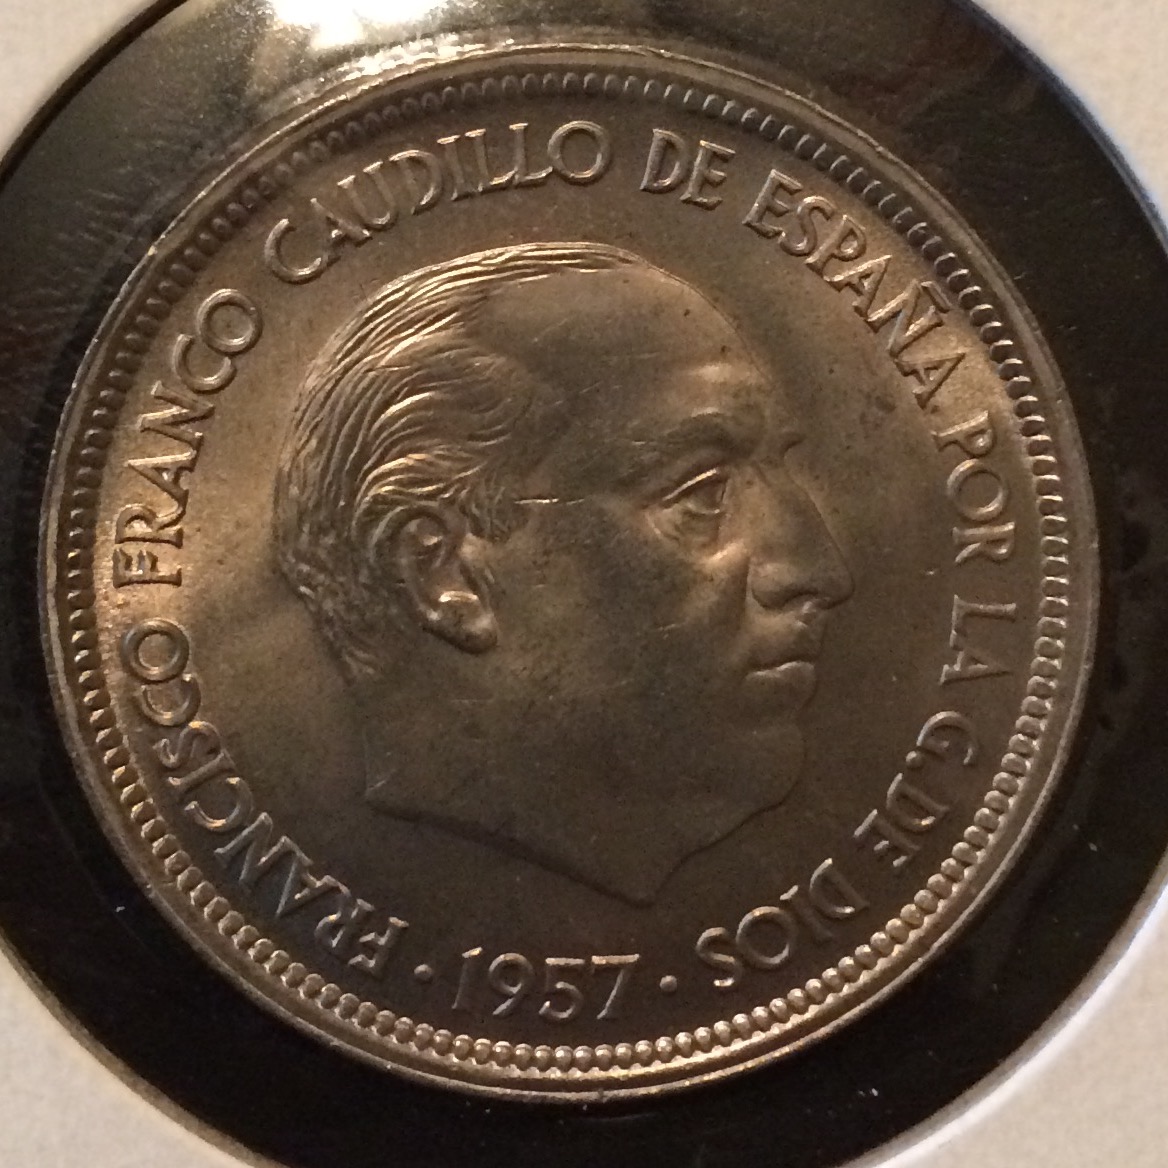 FRANCISCO FRANCO CAUDILLO DE ESPAÑA POR LA G. DE DIOS
· 1957 ·